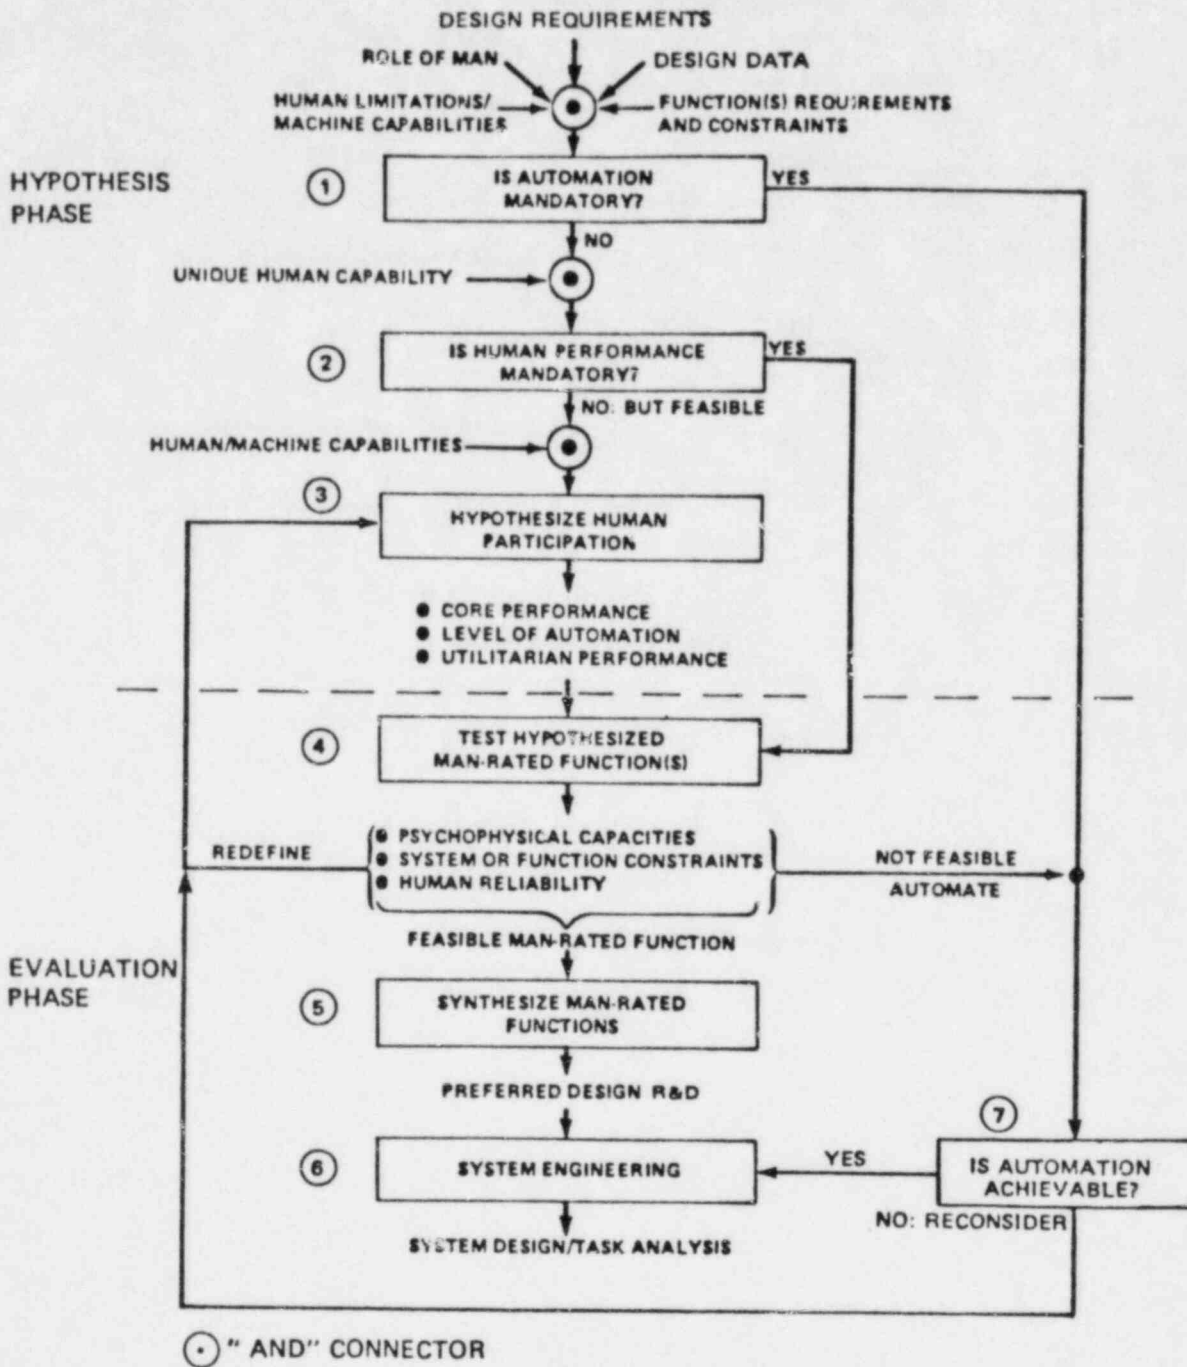 DESIGN REQUIREMENTS
ROLE OF MAN
DESIGN DATA
HUMAN LIMITATIONS/
MACHINE CAPABILITIES
FUNCTION(S) REQUIREMENTS
AND CONSTRAINTS
HYPOTHESIS
PHASE
1
IS AUTOMATION
MANDATORY?
YES
NO
UNIQUE HUMAN CAPABILITY
2
IS HUMAN PERFORMANCE
MANDATORY?
YES
NO: BUT FEASIBLE
HUMAN/MACHINE CAPABILITIES
3
HYPOTHESIZE HUMAN
PARTICIPATION
● CORE PERFORMANCE
● LEVEL OF AUTOMATION
● UTILITARIAN PERFORMANCE
4
TEST HYPOTHESIZED
MAN-RATED FUNCTION(S)
REDEFINE
● PSYCHOPHYSICAL CAPACITIES
● SYSTEM OR FUNCTION CONSTRAINTS
● HUMAN RELIABILITY
NOT FEASIBLE
AUTOMATE
FEASIBLE MAN-RATED FUNCTION
EVALUATION
PHASE
5
SYNTHESIZE MAN-RATED
FUNCTIONS
PREFERRED DESIGN R&D
6
SYSTEM ENGINEERING
YES
7
IS AUTOMATION
ACHIEVABLE?
NO: RECONSIDER
SYSTEM DESIGN/TASK ANALYSIS
" AND" CONNECTOR